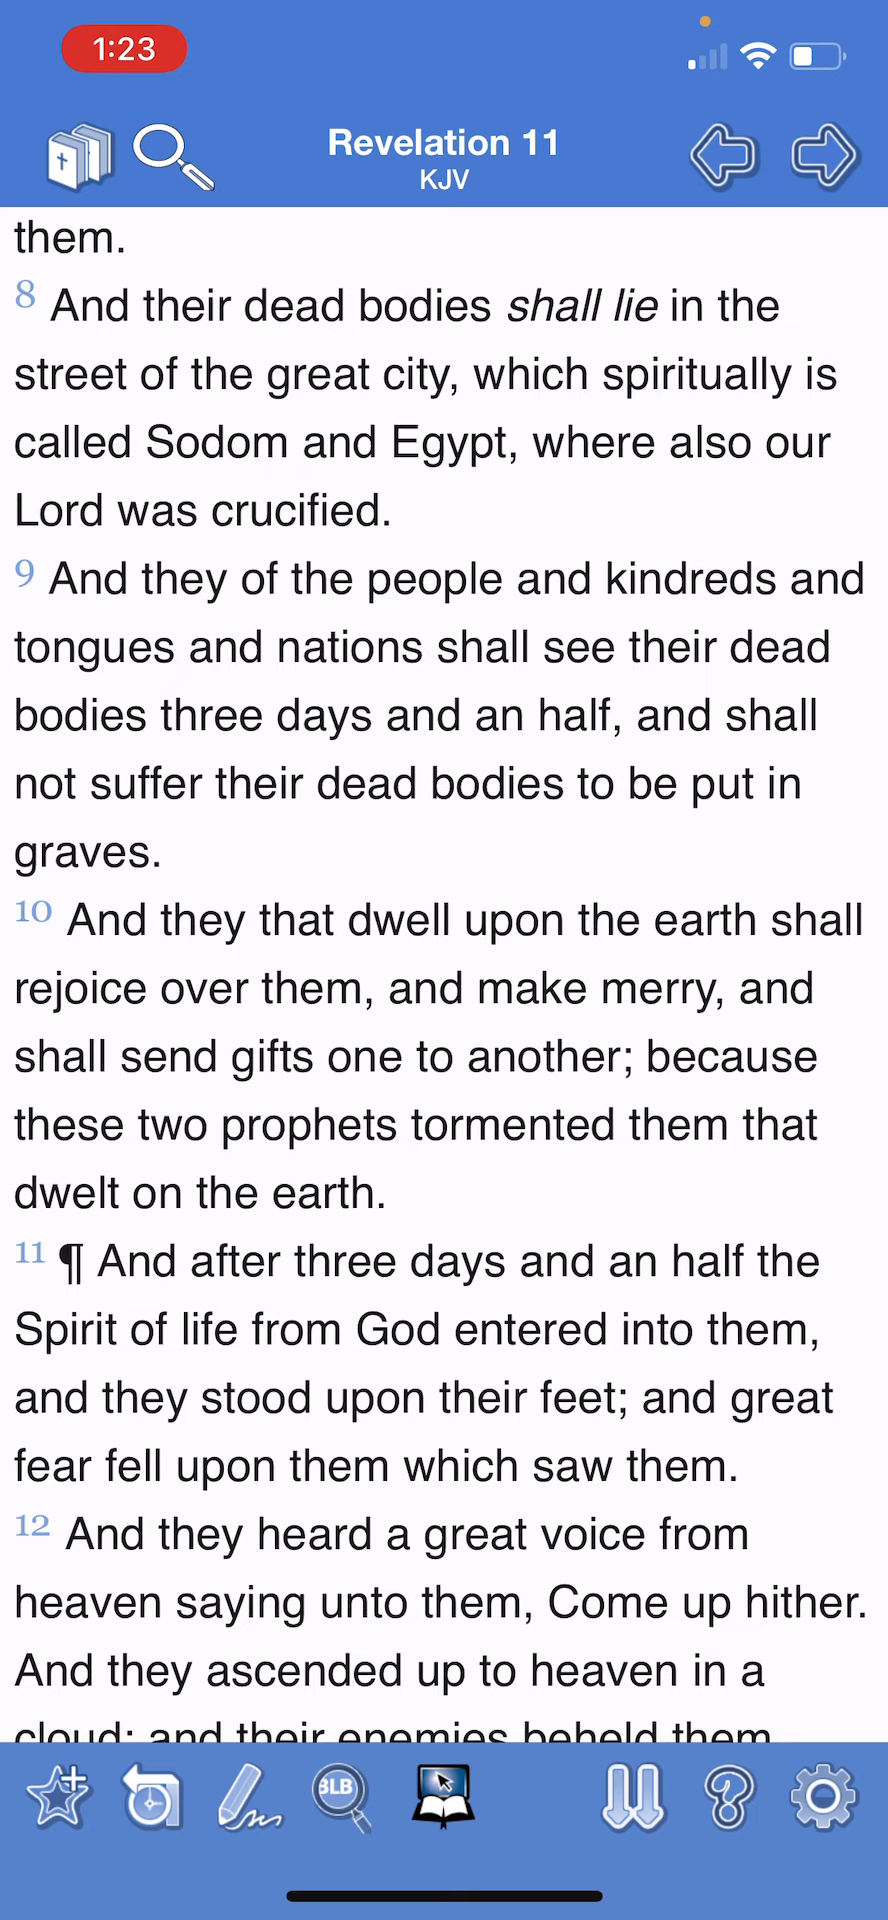 1:23
Revelation 11
KJV
them.
8 And their dead bodies shall lie in the
street of the great city, which spiritually is
called Sodom and Egypt, where also our
Lord was crucified.
9 And they of the people and kindreds and
tongues and nations shall see their dead
bodies three days and an half, and shall
not suffer their dead bodies to be put in
graves.
10 And they that dwell upon the earth shall
rejoice over them, and make merry, and
shall send gifts one to another; because
these two prophets tormented them that
dwelt on the earth.
11 ¶ And after three days and an half the
Spirit of life from God entered into them,
and they stood upon their feet; and great
fear fell upon them which saw them.
12 And they heard a great voice from
heaven saying unto them, Come up hither.
And they ascended up to heaven in a
cloud; and their enemies beheld them
BLB